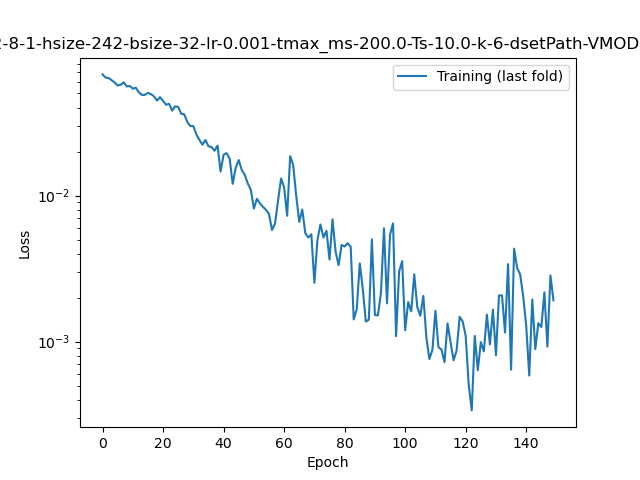 -8-1-hsize-242-bsize-32-lr-0.001-tmax_ms-200.0-Ts-10.0-k-6-dsetPath-VMOD
Training (last fold)
Loss
10⁻²
10⁻³
0 20 40 60 80 100 120 140
Epoch